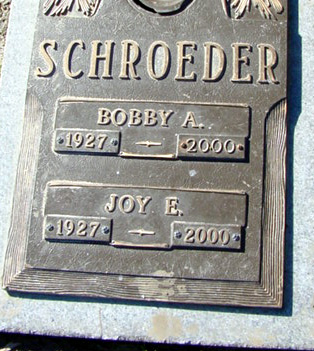 SCHROEDER
BOBBY A.
1927 2000
JOY E.
1927 2000